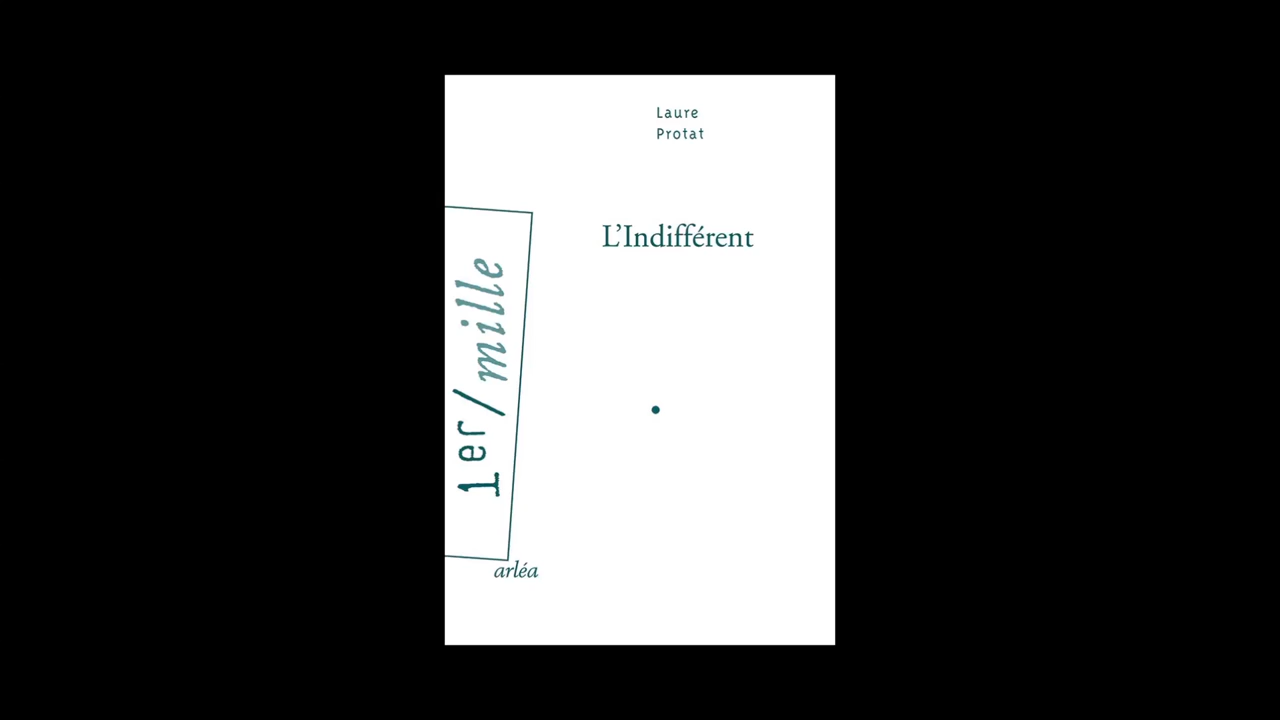 Laure
Protat
L’Indifférent
1er/mille
arléa